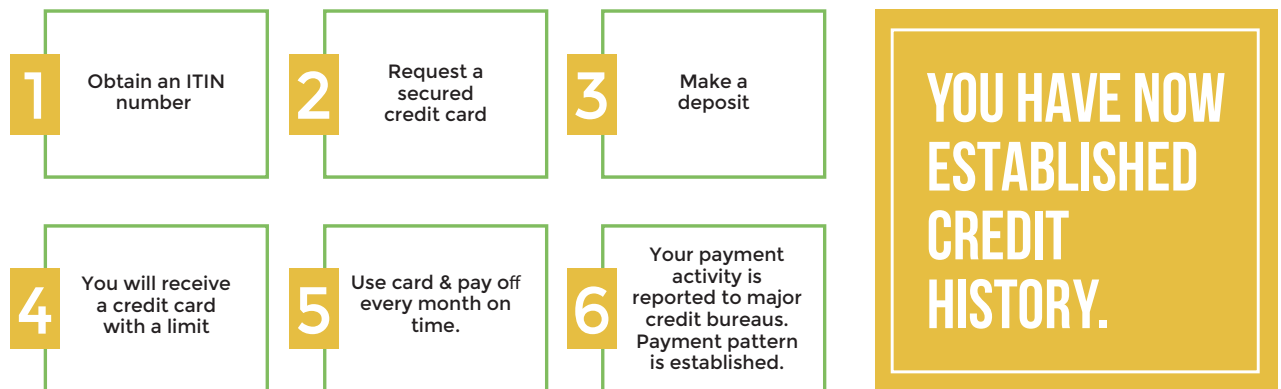 1
Obtain an ITIN
number
2
Request a
secured
credit card
3
Make a
deposit
4
You will receive
a credit card
with a limit
5
Use card & pay off
every month on
time.
6
Your payment
activity is
reported to major
credit bureaus.
Payment pattern
is established.
YOU HAVE NOW
ESTABLISHED
CREDIT
HISTORY.